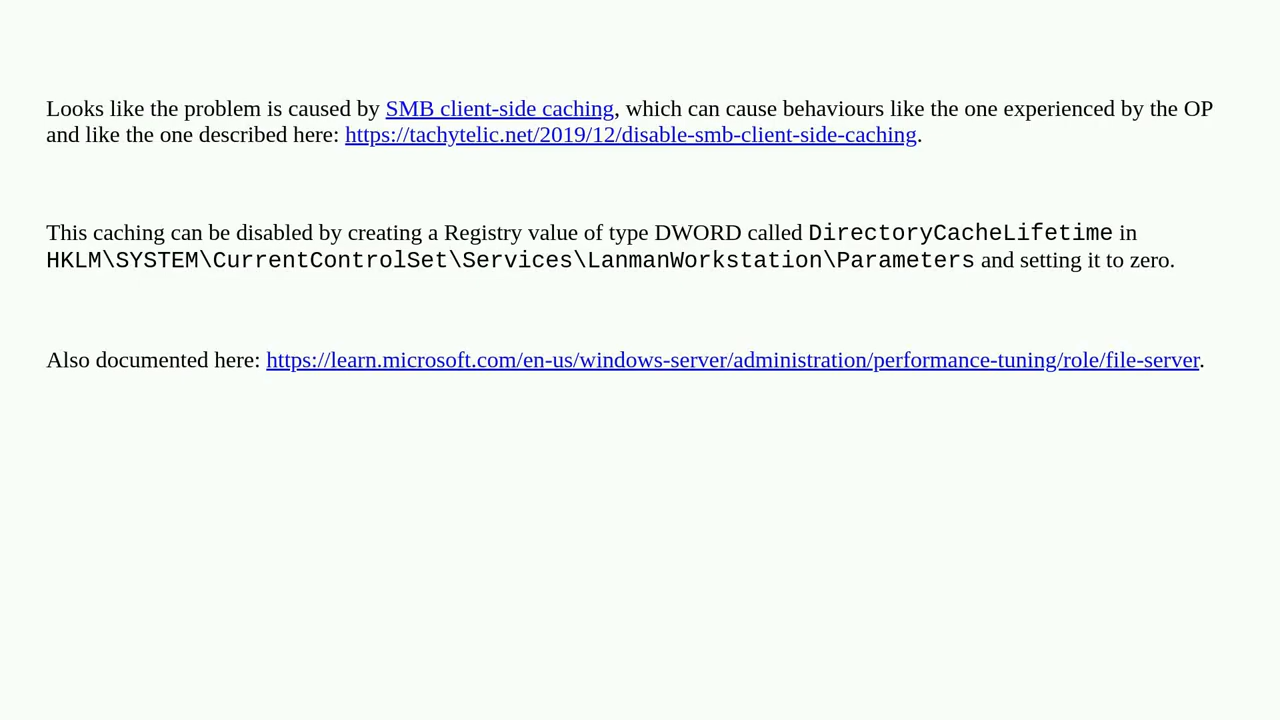 Looks like the problem is caused by SMB client-side caching, which can cause behaviours like the one experienced by the OP
and like the one described here: https://tachytelic.net/2019/12/disable-smb-client-side-caching.
This caching can be disabled by creating a Registry value of type DWORD called DirectoryCacheLifetime in
HKLM\SYSTEM\CurrentControlSet\Services\LanmanWorkstation\Parameters and setting it to zero.
Also documented here: https://learn.microsoft.com/en-us/windows-server/administration/performance-tuning/role/file-server.